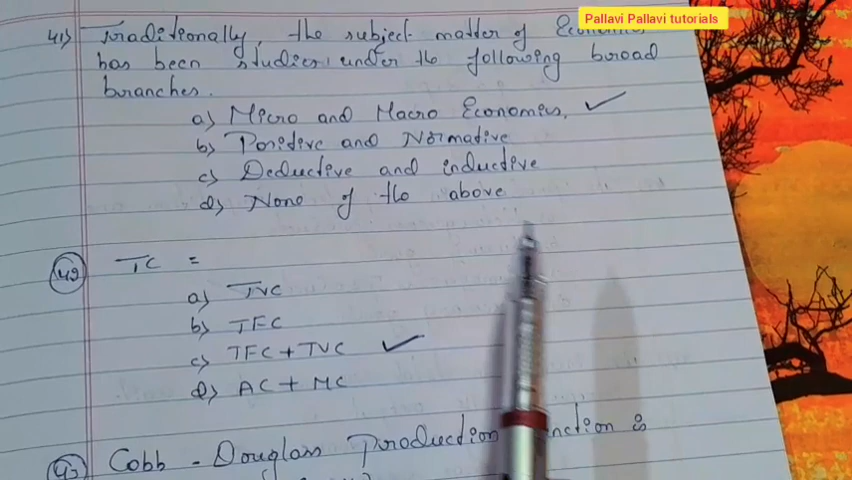 Pallavi Pallavi tutorials
41) Traditionally, the subject matter of
has been studies under the following broad
branches.
a) Micro and Macro Economics. ✓
b) Positive and Normative
c) Deductive and inductive
d) None of the above
42 TC =
a) TVC
b) TFC
c) TFC + TVC ✓
d) AC + MC
43) Cobb - Douglas Production is